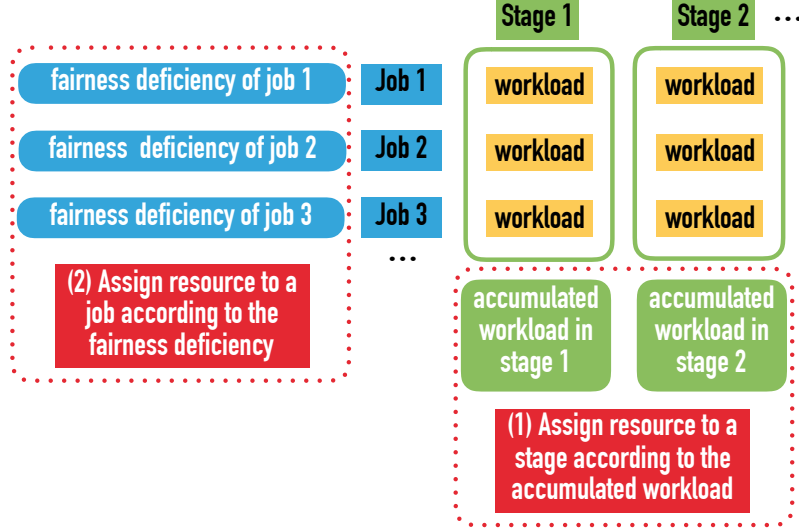 Stage 1 Stage 2 ...
fairness deficiency of job 1 Job 1 workload workload
fairness deficiency of job 2 Job 2 workload workload
fairness deficiency of job 3 Job 3 workload workload
...
(2) Assign resource to a
job according to the
fairness deficiency
accumulated
workload in
stage 1
accumulated
workload in
stage 2
(1) Assign resource to a
stage according to the
accumulated workload